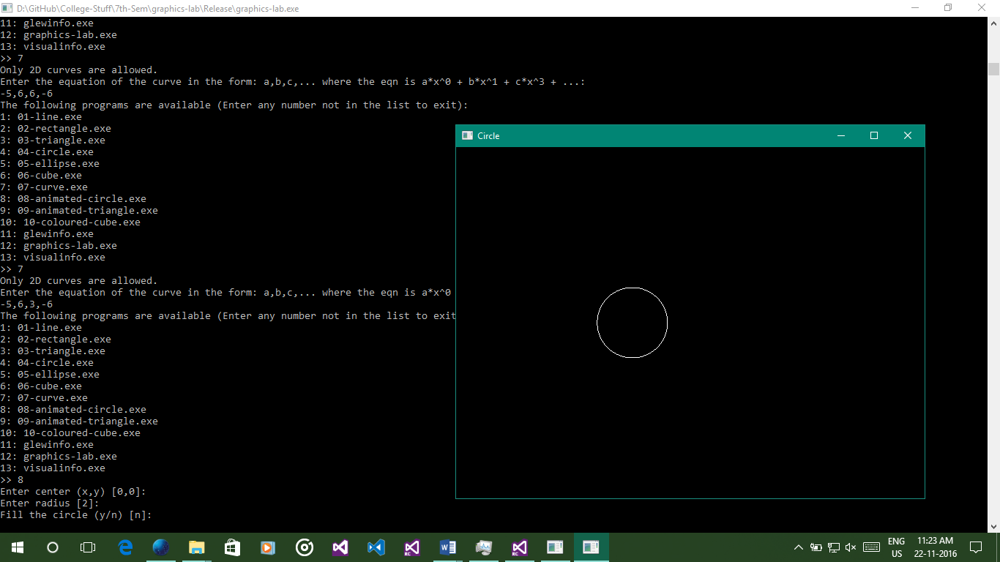 D:\GitHub\College-Stuff\7th-Sem\graphics-lab\Release\graphics-lab.exe
11: glewinfo.exe
12: graphics-lab.exe
13: visualinfo.exe
>> 7
Only 2D curves are allowed.
Enter the equation of the curve in the form: a,b,c,... where the eqn is a*x^0 + b*x^1 + c*x^3 + ...:
-5,6,6,-6
The following programs are available (Enter any number not in the list to exit):
1: 01-line.exe
2: 02-rectangle.exe
3: 03-triangle.exe
4: 04-circle.exe
5: 05-ellipse.exe
6: 06-cube.exe
7: 07-curve.exe
8: 08-animated-circle.exe
9: 09-animated-triangle.exe
10: 10-coloured-cube.exe
11: glewinfo.exe
12: graphics-lab.exe
13: visualinfo.exe
>> 7
Only 2D curves are allowed.
Enter the equation of the curve in the form: a,b,c,... where the eqn is a*x^0
-5,6,3,-6
The following programs are available (Enter any number not in the list to exit
1: 01-line.exe
2: 02-rectangle.exe
3: 03-triangle.exe
4: 04-circle.exe
5: 05-ellipse.exe
6: 06-cube.exe
7: 07-curve.exe
8: 08-animated-circle.exe
9: 09-animated-triangle.exe
10: 10-coloured-cube.exe
11: glewinfo.exe
12: graphics-lab.exe
13: visualinfo.exe
>> 8
Enter center (x,y) [0,0]:
Enter radius [2]:
Fill the circle (y/n) [n]:
Circle
RC
RC
ENG
US
11:23 AM
22-11-2016